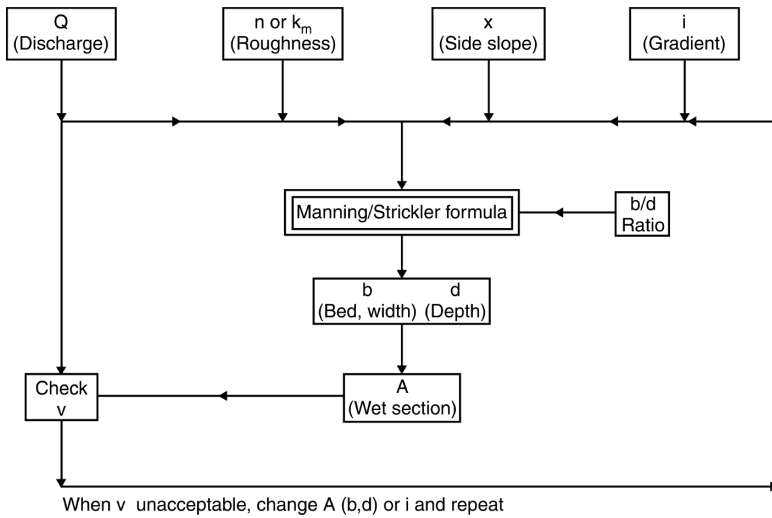 Q
(Discharge)
n or km
(Roughness)
x
(Side slope)
i
(Gradient)
Manning/Strickler formula
b/d
Ratio
b d
(Bed, width) (Depth)
Check
v
A
(Wet section)
When v unacceptable, change A (b,d) or i and repeat